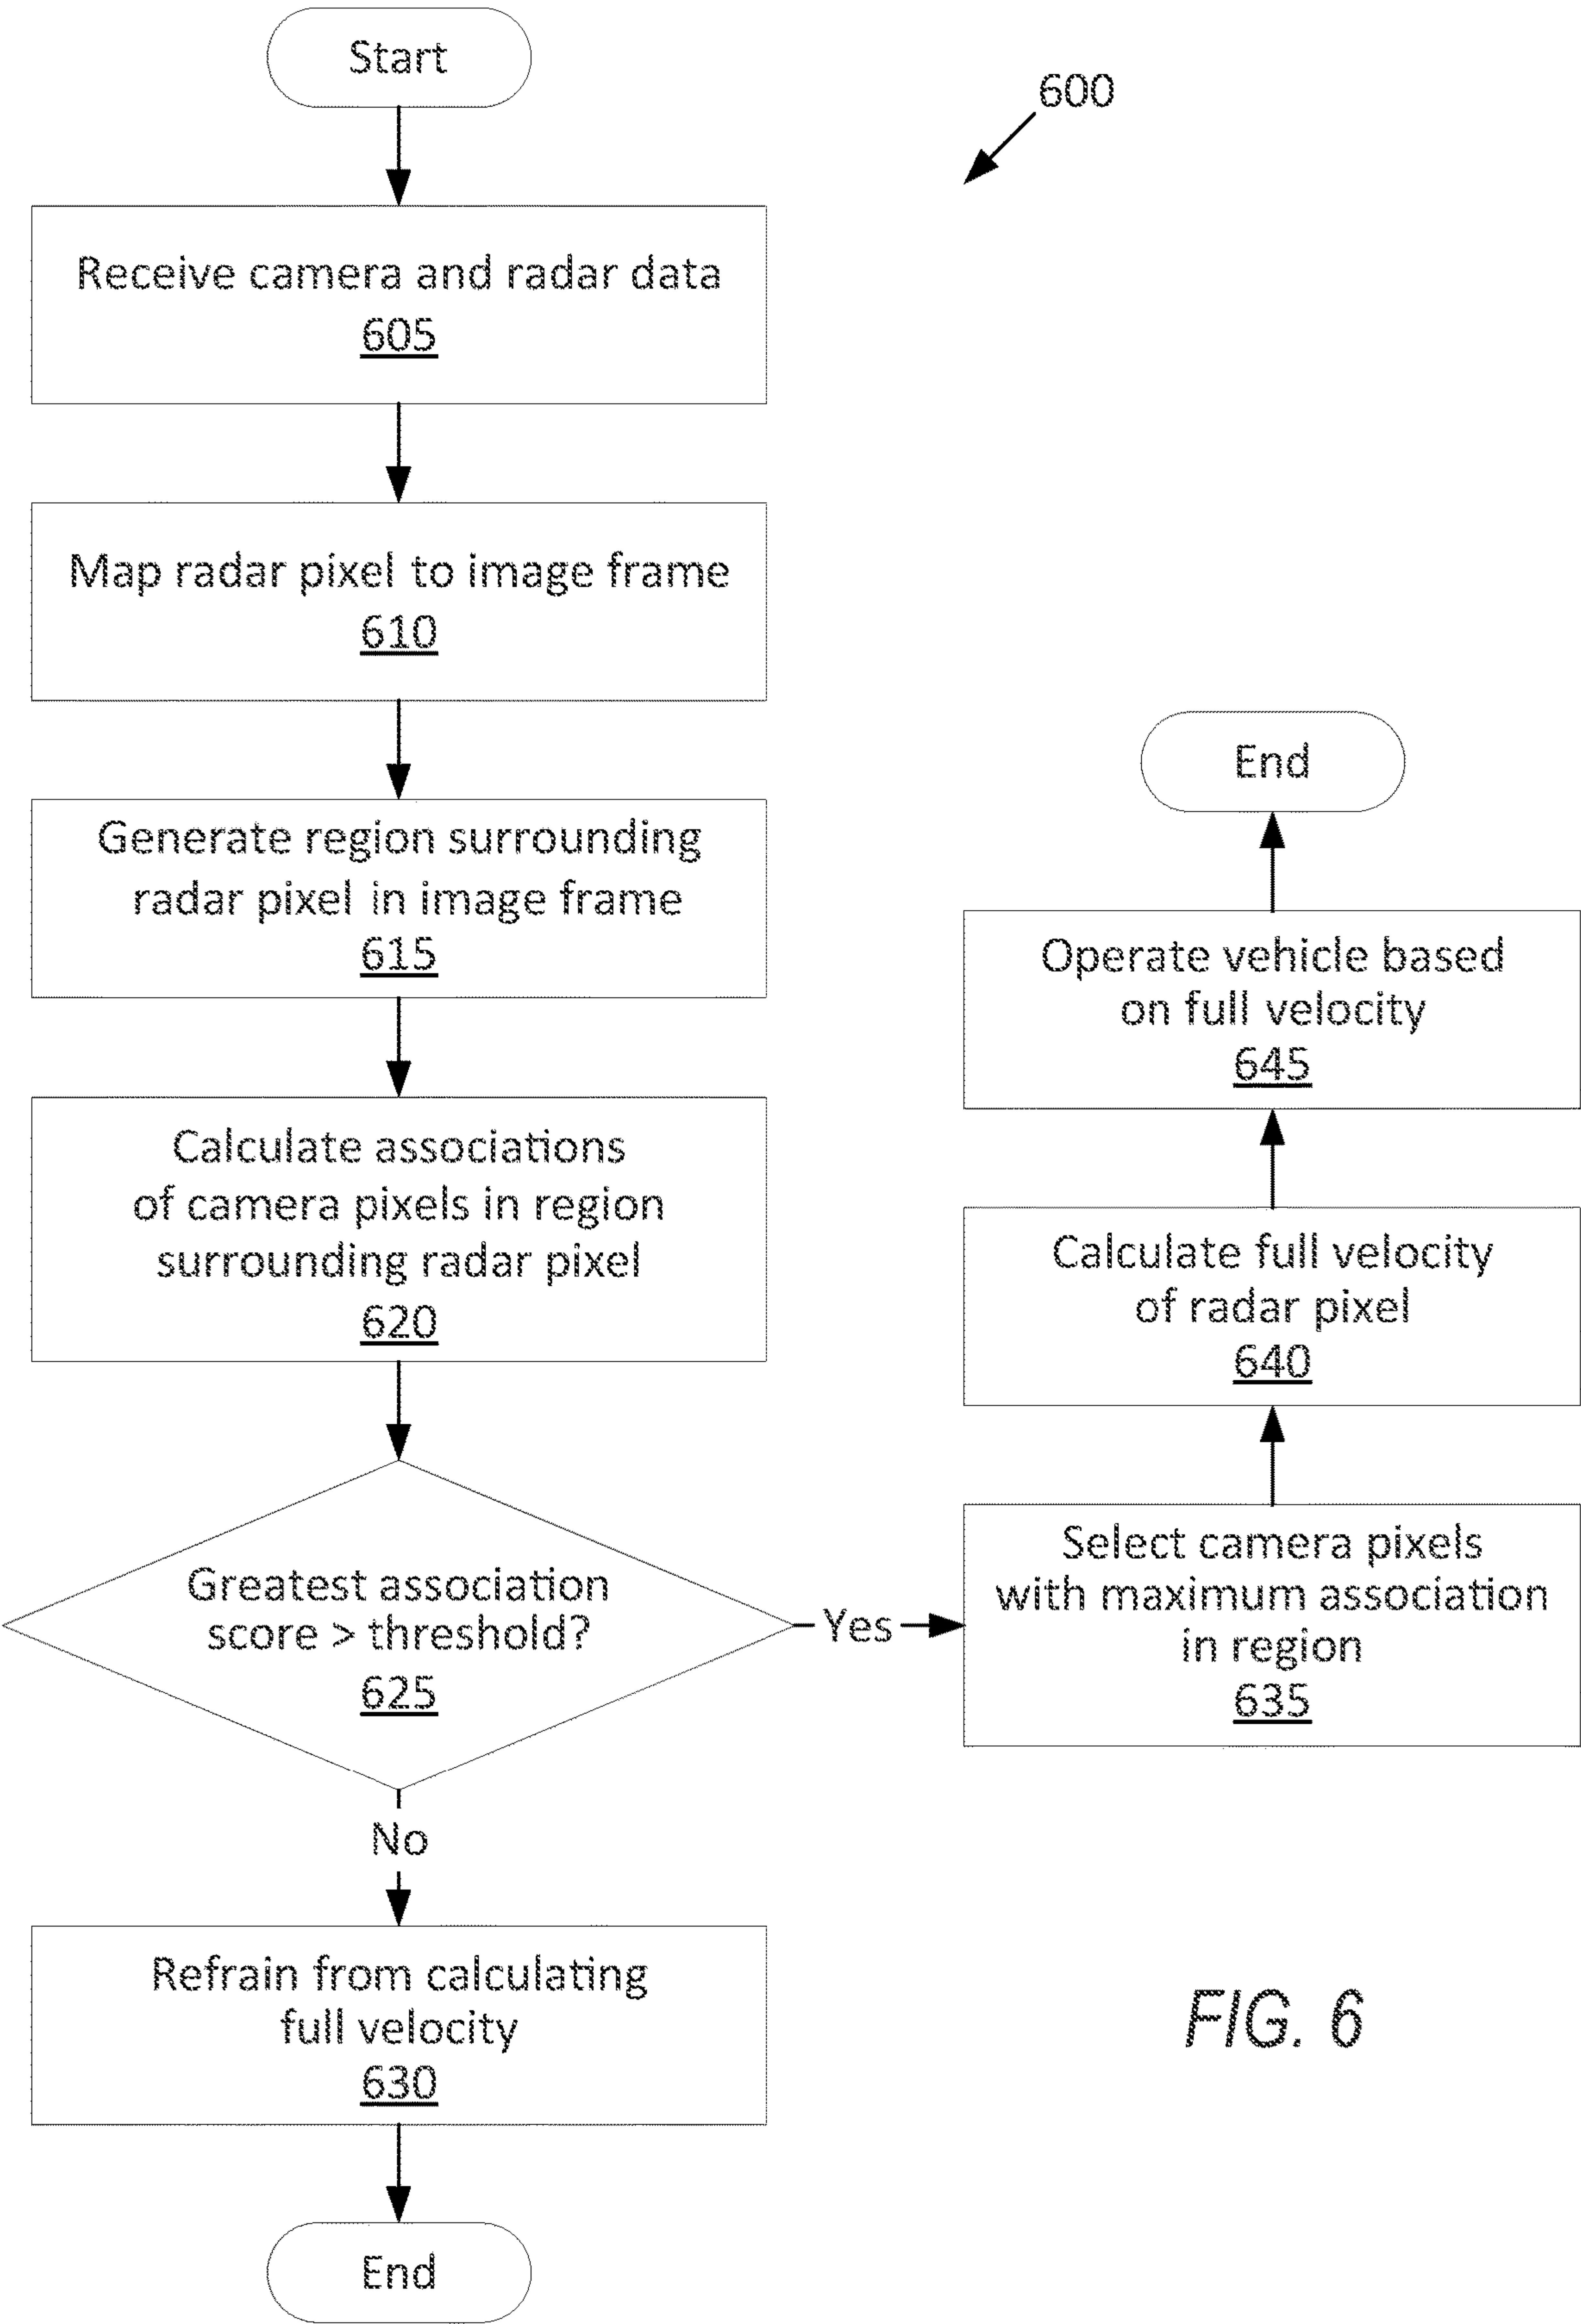 Start
600
Receive camera and radar data
605
Map radar pixel to image frame
610
Generate region surrounding
radar pixel in image frame
615
Calculate associations
of camera pixels in region
surrounding radar pixel
620
Greatest association
score > threshold?
625
Yes
No
Refrain from calculating
full velocity
630
End
Select camera pixels
with maximum association
in region
635
Calculate full velocity
of radar pixel
640
Operate vehicle based
on full velocity
645
End
FIG. 6